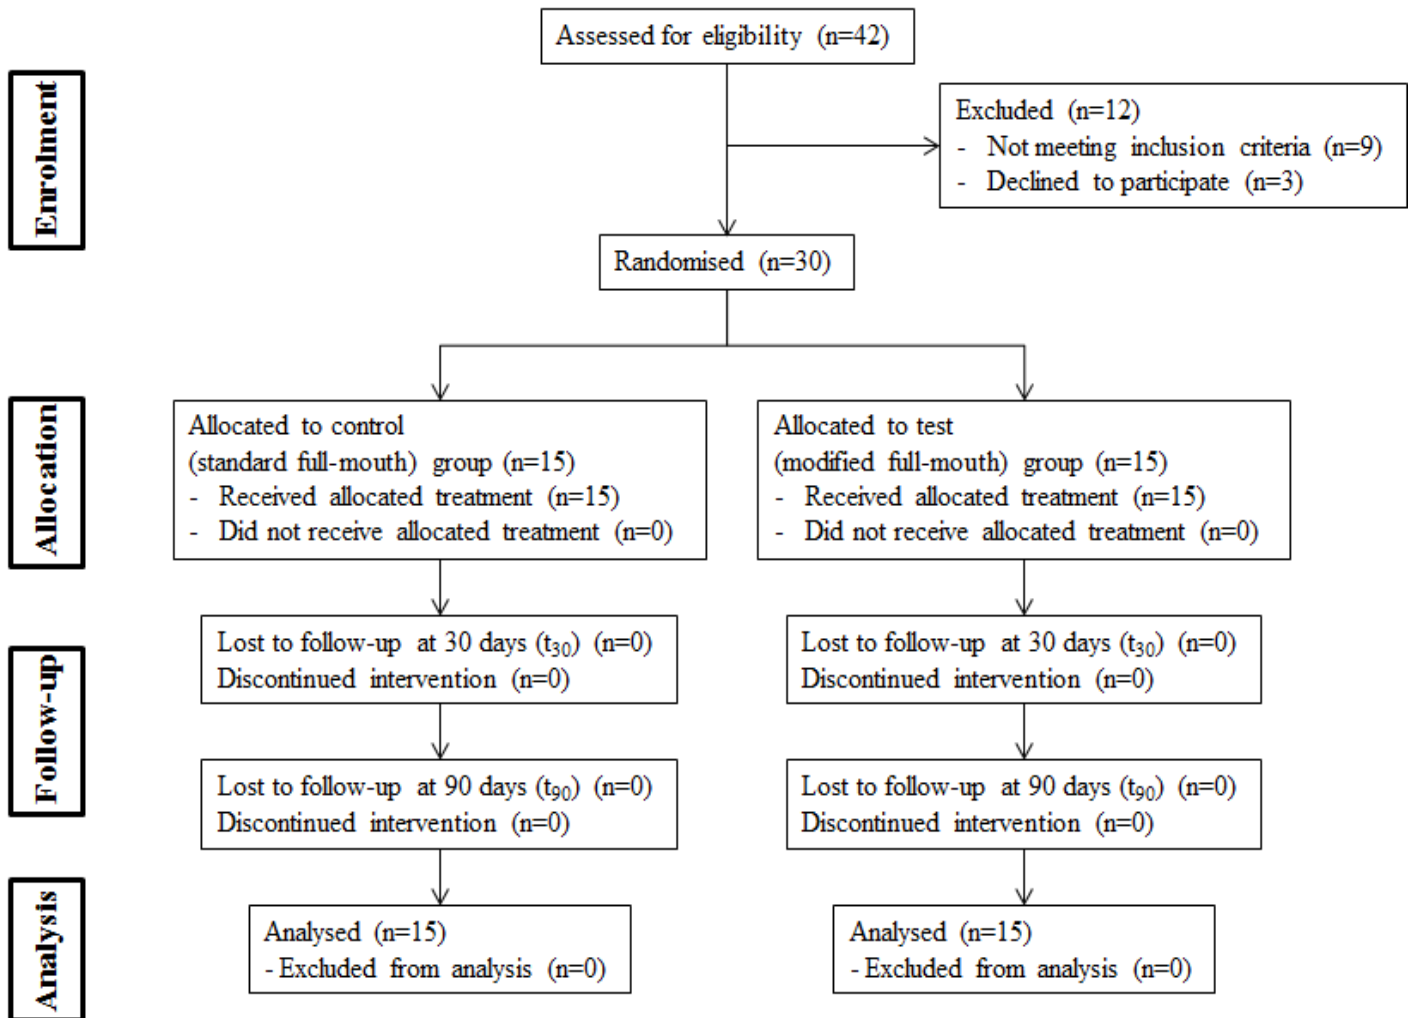 Assessed for eligibility (n=42)
Enrolment
Excluded (n=12)
- Not meeting inclusion criteria (n=9)
- Declined to participate (n=3)
Randomised (n=30)
Allocation
Allocated to control
(standard full-mouth) group (n=15)
- Received allocated treatment (n=15)
- Did not receive allocated treatment (n=0)
Allocated to test
(modified full-mouth) group (n=15)
- Received allocated treatment (n=15)
- Did not receive allocated treatment (n=0)
Follow-up
Lost to follow-up at 30 days (t₃₀) (n=0)
Discontinued intervention (n=0)
Lost to follow-up at 30 days (t₃₀) (n=0)
Discontinued intervention (n=0)
Lost to follow-up at 90 days (t₉₀) (n=0)
Discontinued intervention (n=0)
Lost to follow-up at 90 days (t₉₀) (n=0)
Discontinued intervention (n=0)
Analysis
Analysed (n=15)
- Excluded from analysis (n=0)
Analysed (n=15)
- Excluded from analysis (n=0)